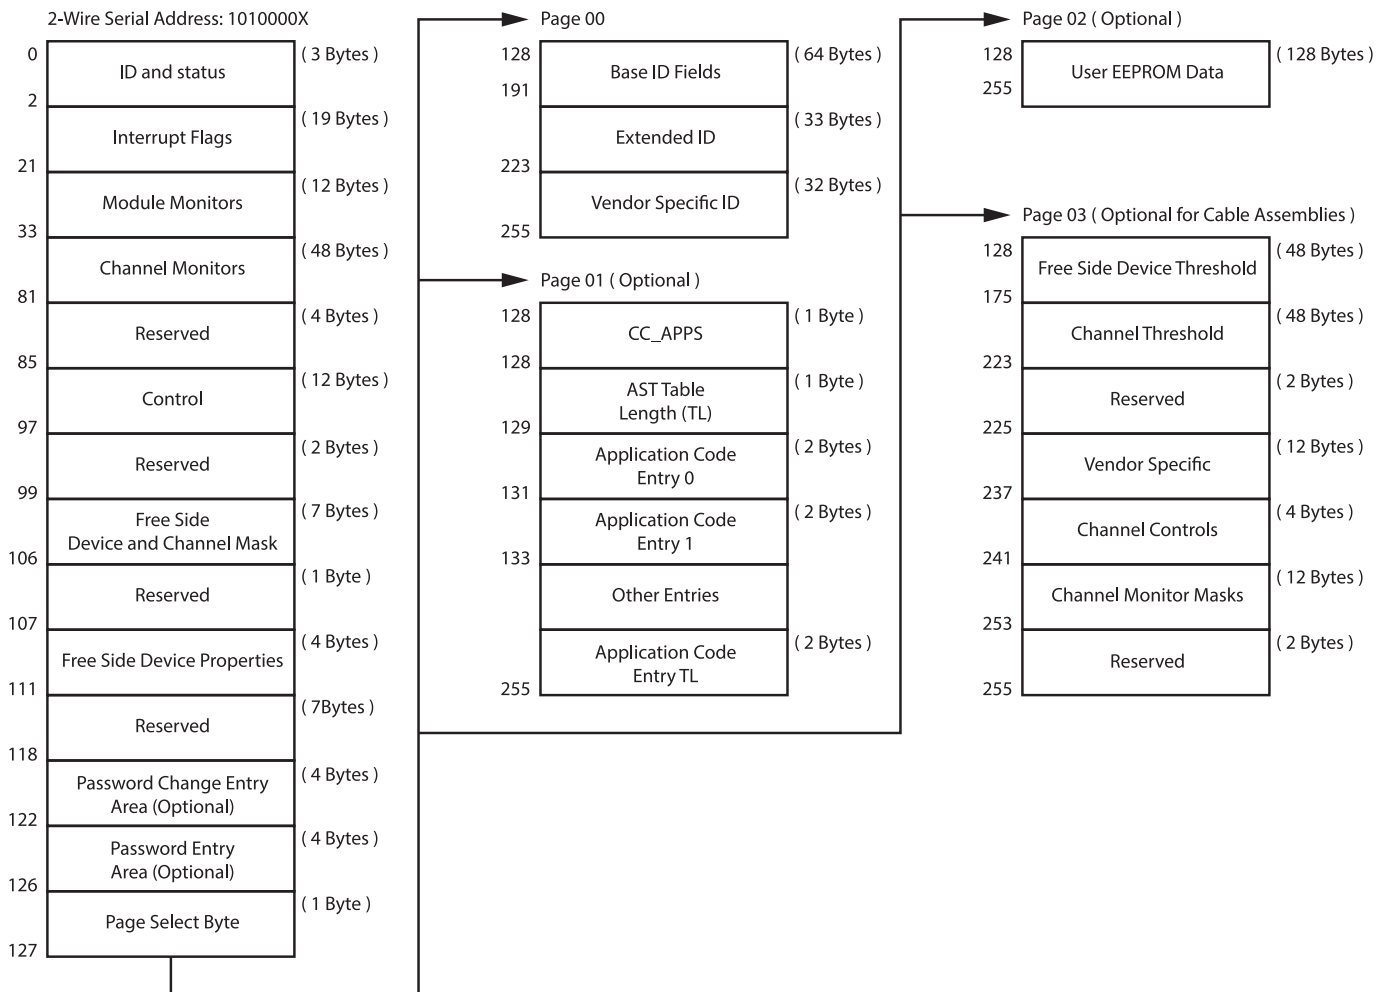 2-Wire Serial Address: 1010000X
0
ID and status
( 3 Bytes )
2
Interrupt Flags
( 19 Bytes )
21
Module Monitors
( 12 Bytes )
33
Channel Monitors
( 48 Bytes )
81
Reserved
( 4 Bytes )
85
Control
( 12 Bytes )
97
Reserved
( 2 Bytes )
99
Free Side
Device and Channel Mask
( 7 Bytes )
106
Reserved
( 1 Byte )
107
Free Side Device Properties
( 4 Bytes )
111
Reserved
( 7Bytes )
118
Password Change Entry
Area (Optional)
( 4 Bytes )
122
Password Entry
Area (Optional)
( 4 Bytes )
126
Page Select Byte
( 1 Byte )
127
Page 00
128
Base ID Fields
( 64 Bytes )
191
Extended ID
( 33 Bytes )
223
Vendor Specific ID
( 32 Bytes )
255
Page 01 ( Optional )
128
CC_APPS
( 1 Byte )
128
AST Table
Length (TL)
( 1 Byte )
129
Application Code
Entry 0
( 2 Bytes )
131
Application Code
Entry 1
( 2 Bytes )
133
Other Entries
Application Code
Entry TL
( 2 Bytes )
255
Page 02 ( Optional )
128
User EEPROM Data
( 128 Bytes )
255
Page 03 ( Optional for Cable Assemblies )
128
Free Side Device Threshold
( 48 Bytes )
175
Channel Threshold
( 48 Bytes )
223
Reserved
( 2 Bytes )
225
Vendor Specific
( 12 Bytes )
237
Channel Controls
( 4 Bytes )
241
Channel Monitor Masks
( 12 Bytes )
253
Reserved
( 2 Bytes )
255